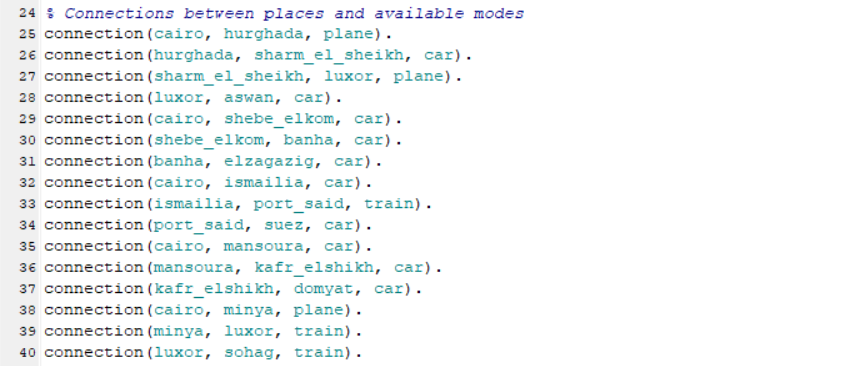 24 % Connections between places and available modes
25 connection(cairo, hurghada, plane).
26 connection(hurghada, sharm_el_sheikh, car).
27 connection(sharm_el_sheikh, luxor, plane).
28 connection(luxor, aswan, car).
29 connection(cairo, shebe_elkom, car).
30 connection(shebe_elkom, banha, car).
31 connection(banha, elzagazig, car).
32 connection(cairo, ismailia, car).
33 connection(ismailia, port_said, train).
34 connection(port_said, suez, car).
35 connection(cairo, mansoura, car).
36 connection(mansoura, kafr_elshikh, car).
37 connection(kafr_elshikh, domyat, car).
38 connection(cairo, minya, plane).
39 connection(minya, luxor, train).
40 connection(luxor, sohag, train).